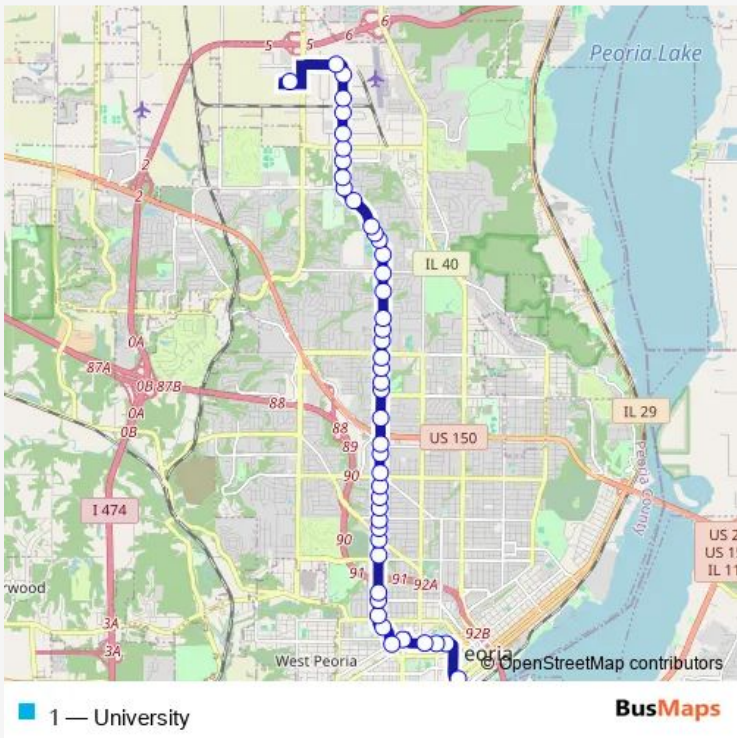 5
5
6
6
Peoria Lake
2
2
IL 40
0A
87A
0B
87B
0A
0B
88
88
89
90
US 150
IL 29
Peoria County
I 474
90
91
91
92A
US 2
US 15
IL 11
rwood
3A
3A
92B
West Peoria
eoria
© OpenStreetMap contributors
1 — University
BusMaps